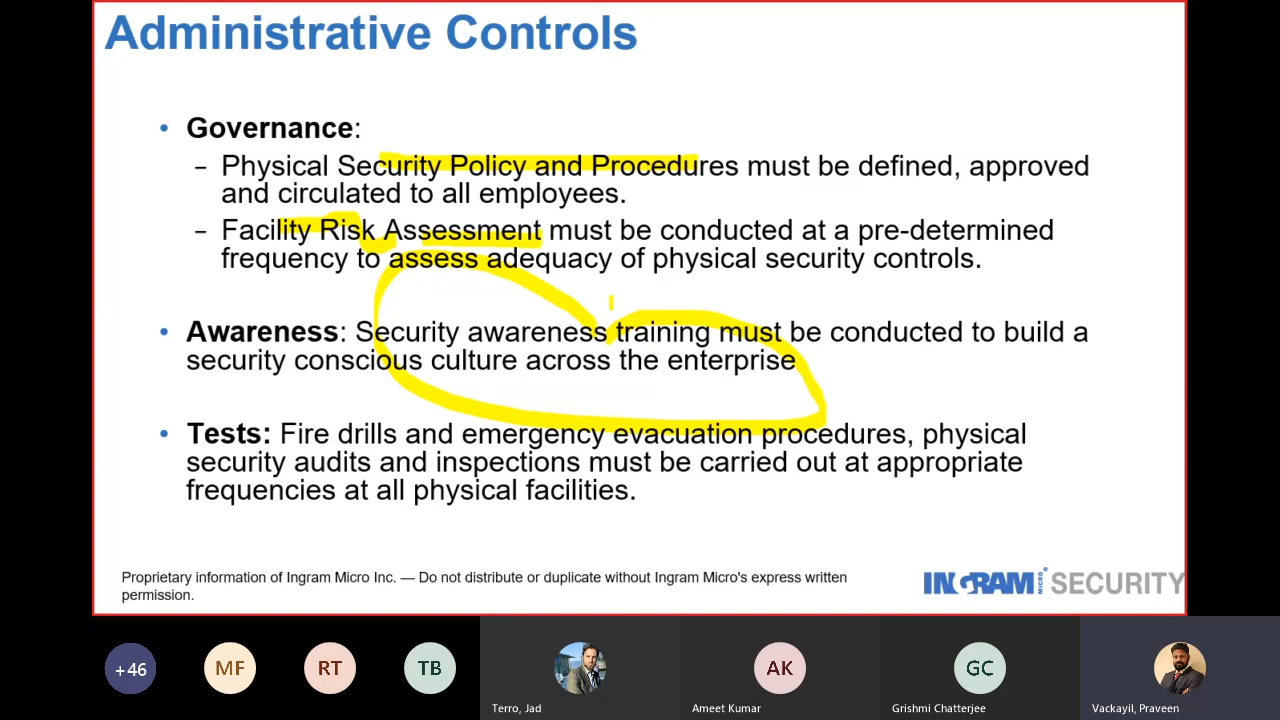 Administrative Controls
• Governance:
– Physical Security Policy and Procedures must be defined, approved
and circulated to all employees.
– Facility Risk Assessment must be conducted at a pre-determined
frequency to assess adequacy of physical security controls.
• Awareness: Security awareness training must be conducted to build a
security conscious culture across the enterprise
• Tests: Fire drills and emergency evacuation procedures, physical
security audits and inspections must be carried out at appropriate
frequencies at all physical facilities.
Proprietary information of Ingram Micro Inc. — Do not distribute or duplicate without Ingram Micro's express written
permission.
INGRAM MICRO SECURITY
+46 MF RT TB AK GC
Terro, Jad Ameet Kumar Grishmi Chatterjee Vackayil, Praveen